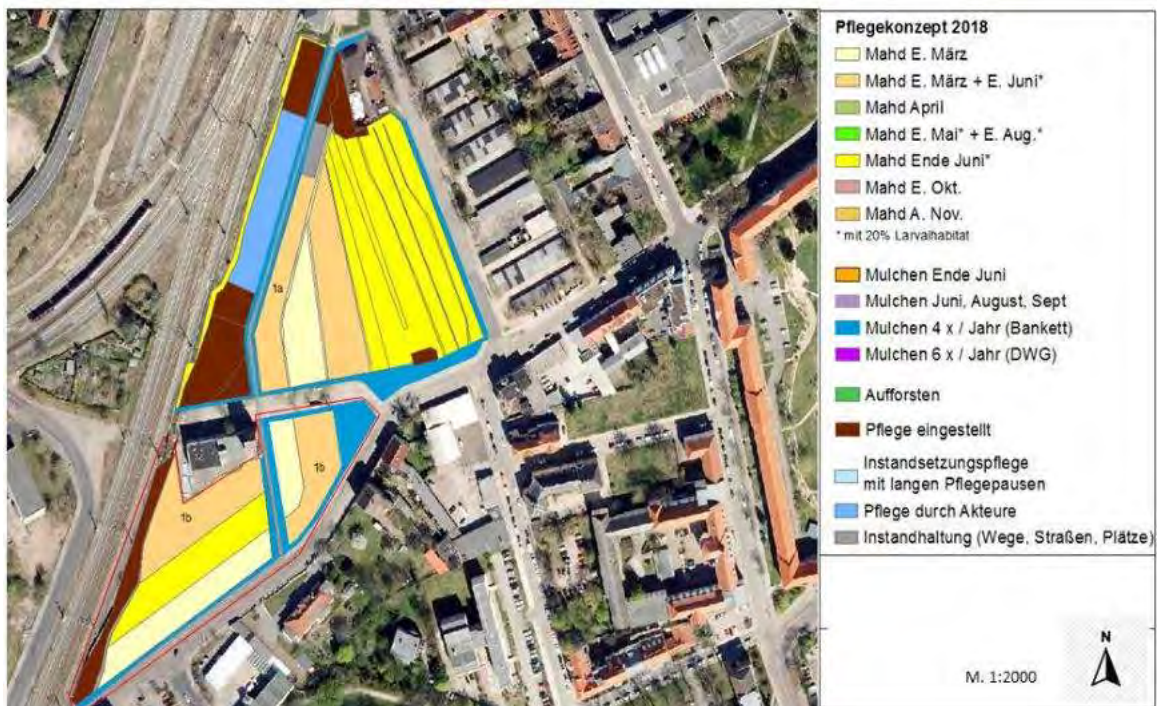 Pflegekonzept 2018
Mahd E. März
Mahd E. März + E. Juni*
Mahd April
Mahd E. Mai* + E. Aug.*
Mahd Ende Juni*
Mahd E. Okt.
Mahd A. Nov.
* mit 20% Larvalhabitat
Mulchen Ende Juni
Mulchen Juni, August, Sept
Mulchen 4 x / Jahr (Bankett)
Mulchen 6 x / Jahr (DWG)
Aufforsten
Pflege eingestellt
Instandsetzungspflege
mit langen Pflegepausen
Pflege durch Akteure
Instandhaltung (Wege, Straßen, Plätze)
1a
1b
1b
N
M. 1:2000